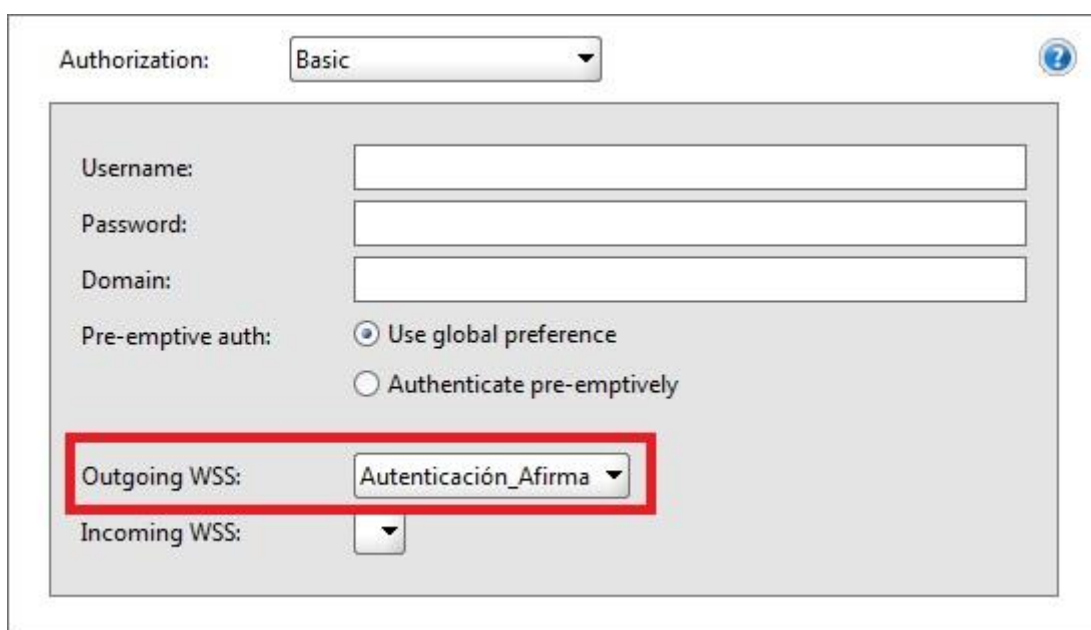 Authorization: Basic
Username:
Password:
Domain:
Pre-emptive auth: Use global preference
Authenticate pre-emptively
Outgoing WSS: Autenticación_Afirma
Incoming WSS: